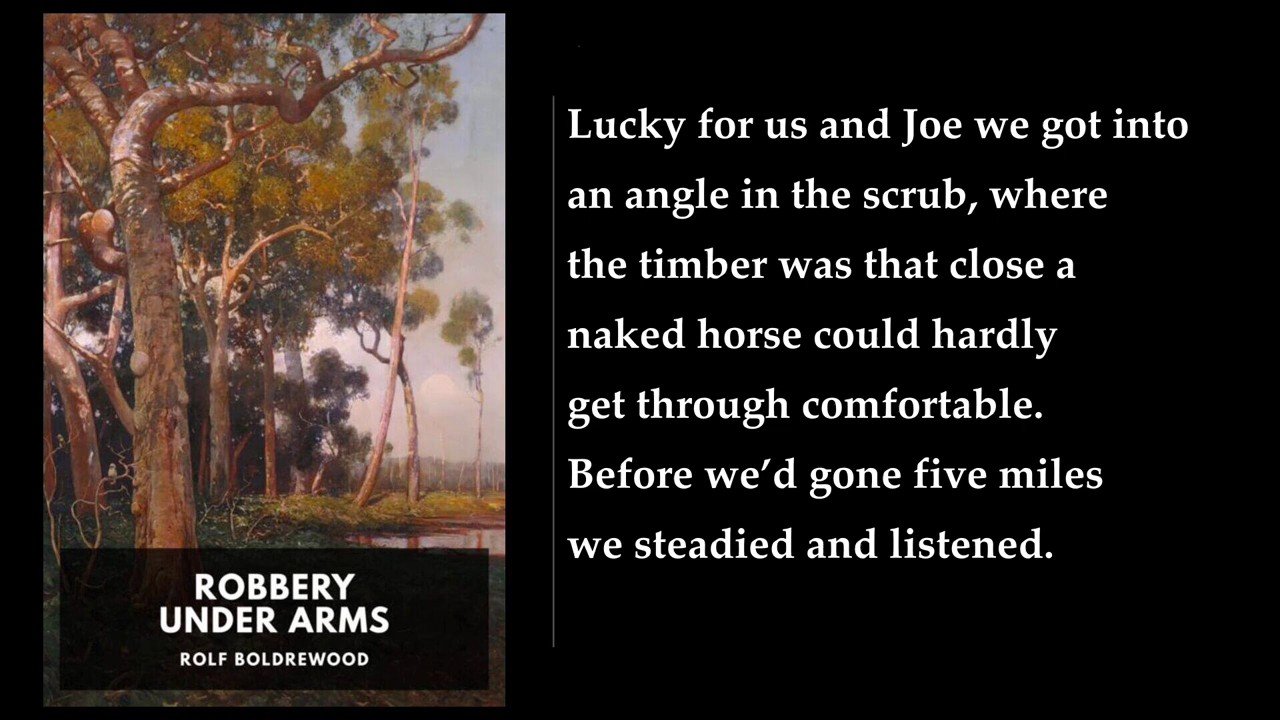 ROBBERY
UNDER ARMS
ROLF BOLDREWOOD
Lucky for us and Joe we got into
an angle in the scrub, where
the timber was that close a
naked horse could hardly
get through comfortable.
Before we’d gone five miles
we steadied and listened.